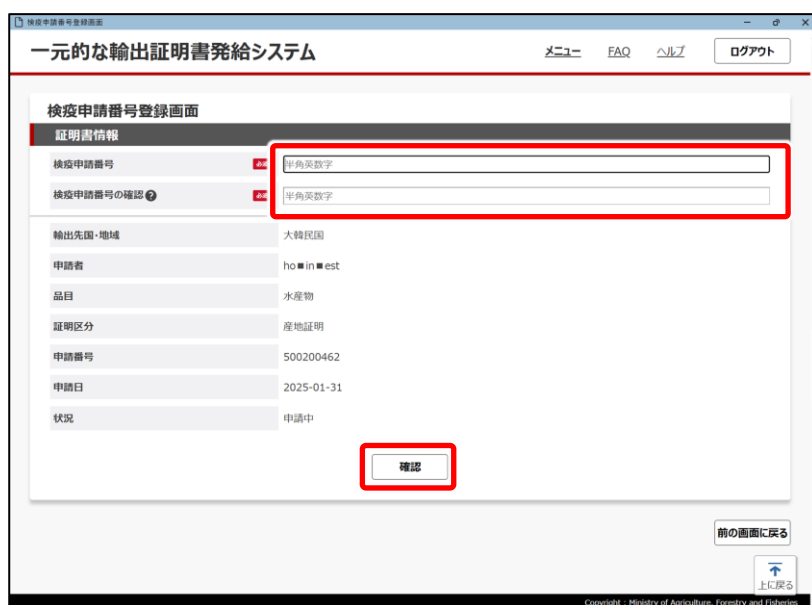 検疫申請番号登録画面
一元的な輸出証明書発給システム メニュー FAQ ヘルプ ログアウト
検疫申請番号登録画面
証明書情報
検疫申請番号 半角英数字
検疫申請番号の確認 ? 半角英数字
輸出先国・地域 大韓民国
申請者 ho■in■est
品目 水産物
証明区分 産地証明
申請番号 500200462
申請日 2025-01-31
状況 申請中
確認
前の画面に戻る
上に戻る
Copyright : Ministry of Agriculture, Forestry and Fisheries